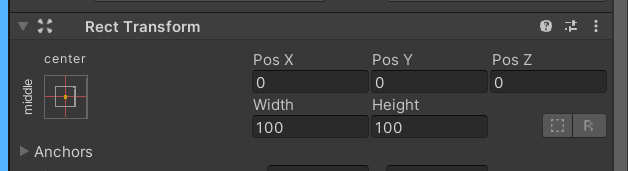 Rect Transform
center
middle
Pos X Pos Y Pos Z
0 0 0
Width Height
100 100
R
Anchors